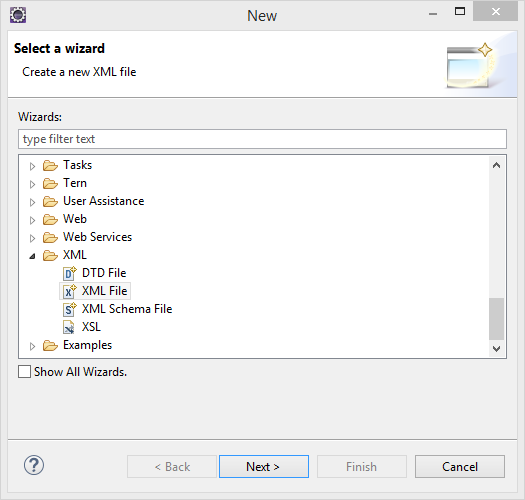 New
Select a wizard
Create a new XML file
Wizards:
type filter text
Tasks
Tern
User Assistance
Web
Web Services
XML
DTD File
XML File
XML Schema File
XSL
Examples
Show All Wizards.
< Back Next > Finish Cancel